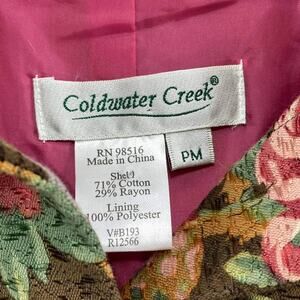 Coldwater Creek®
RN 98516
Made in China
PM
Shell
71% Cotton
29% Rayon
Lining
100% Polyester
V#B193
R12566